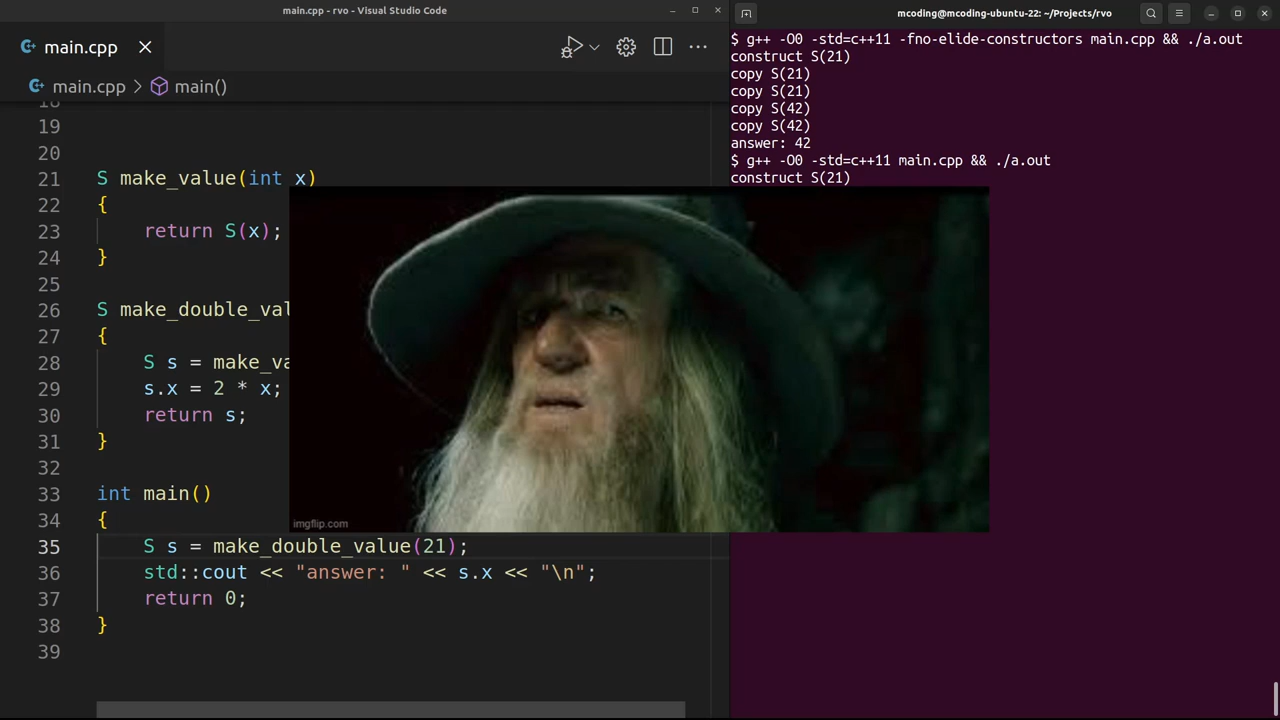 main.cpp - rvo - Visual Studio Code
main.cpp
main.cpp > main()
19
20
21 S make_value(int x)
22 {
23 return S(x);
24 }
25
26 S make_double_val
27 {
28 S s = make_va
29 s.x = 2 * x;
30 return s;
31 }
32
33 int main()
34 {
35 S s = make_double_value(21);
36 std::cout << "answer: " << s.x << "\n";
37 return 0;
38 }
39
mcoding@mcoding-ubuntu-22: ~/Projects/rvo
$ g++ -O0 -std=c++11 -fno-elide-constructors main.cpp && ./a.out
construct S(21)
copy S(21)
copy S(21)
copy S(42)
copy S(42)
answer: 42
$ g++ -O0 -std=c++11 main.cpp && ./a.out
construct S(21)
imgflip.com